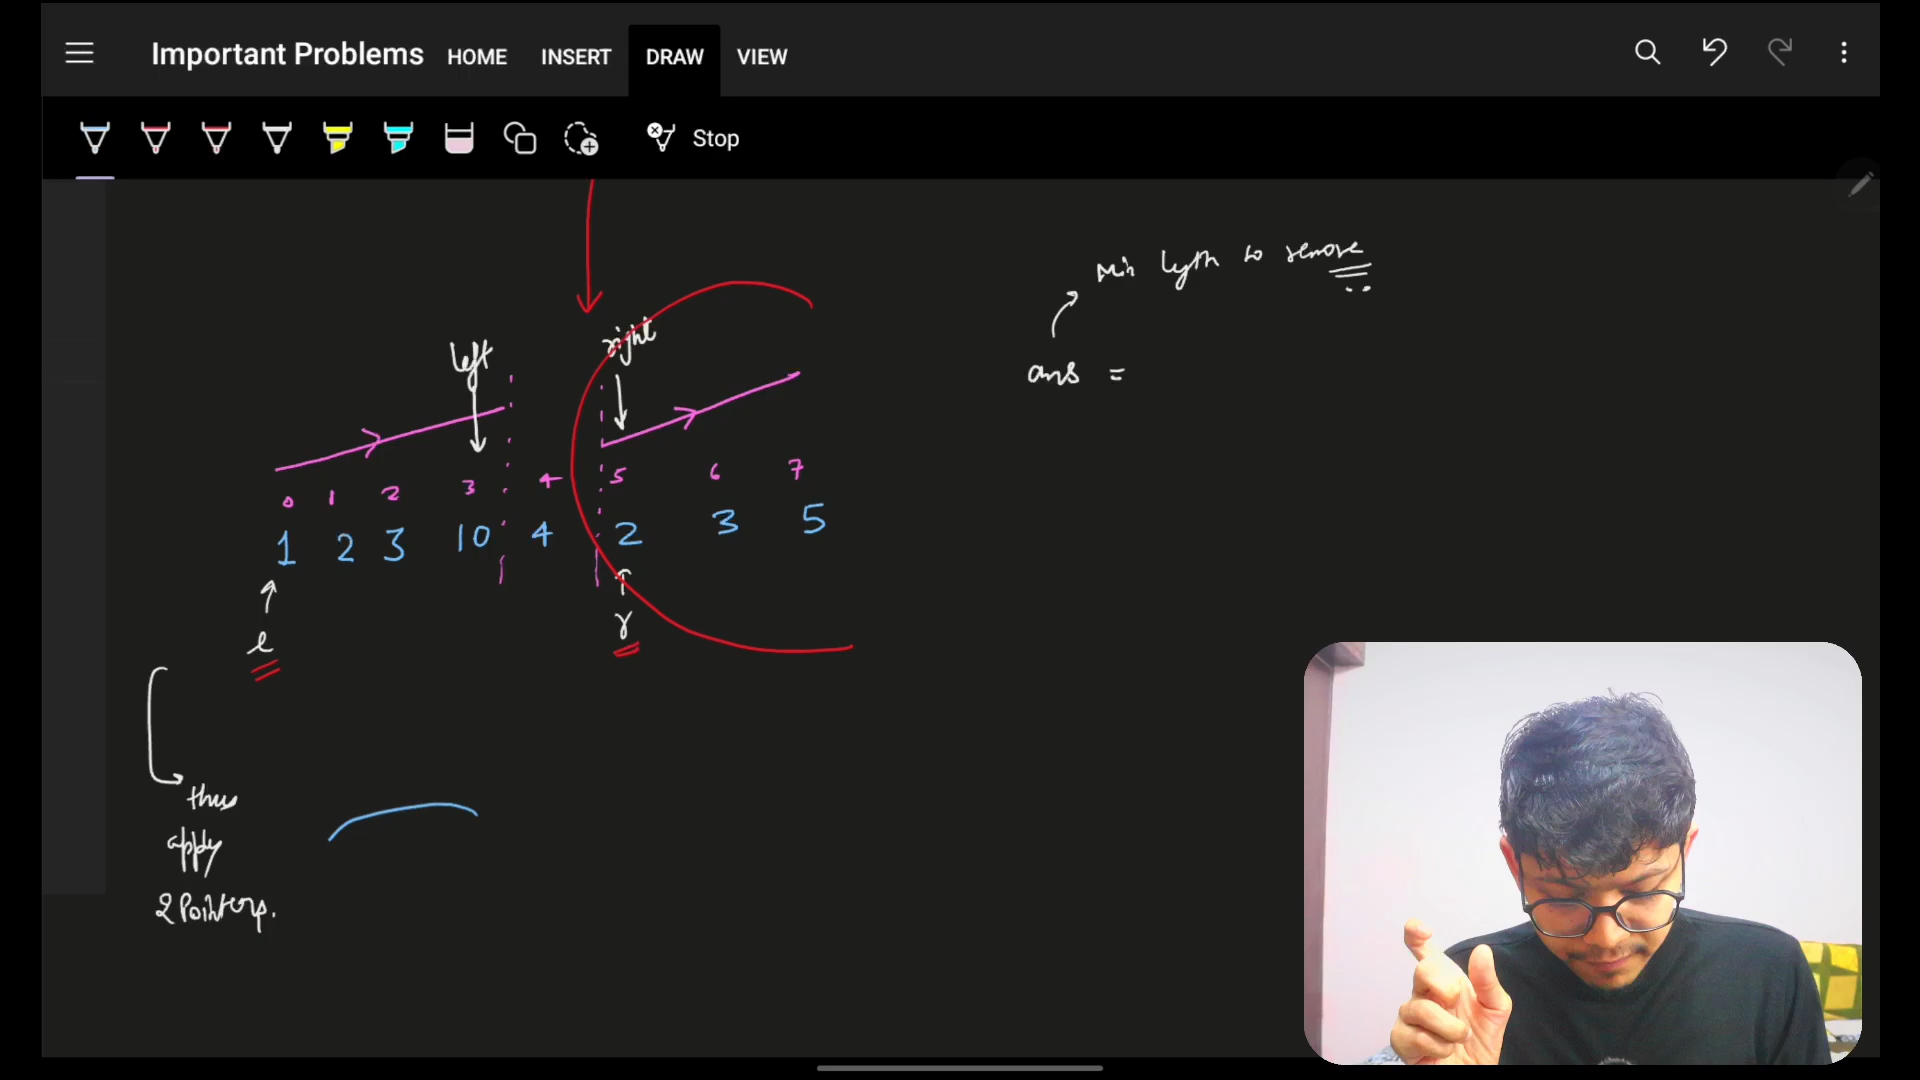 Important Problems HOME INSERT DRAW VIEW
Stop
Min lgth to remove
left
right
ans =
0 1 2 3 4 5 6 7
1 2 3 10 4 2 3 5
l
r
thus
apply
2 Pointers.